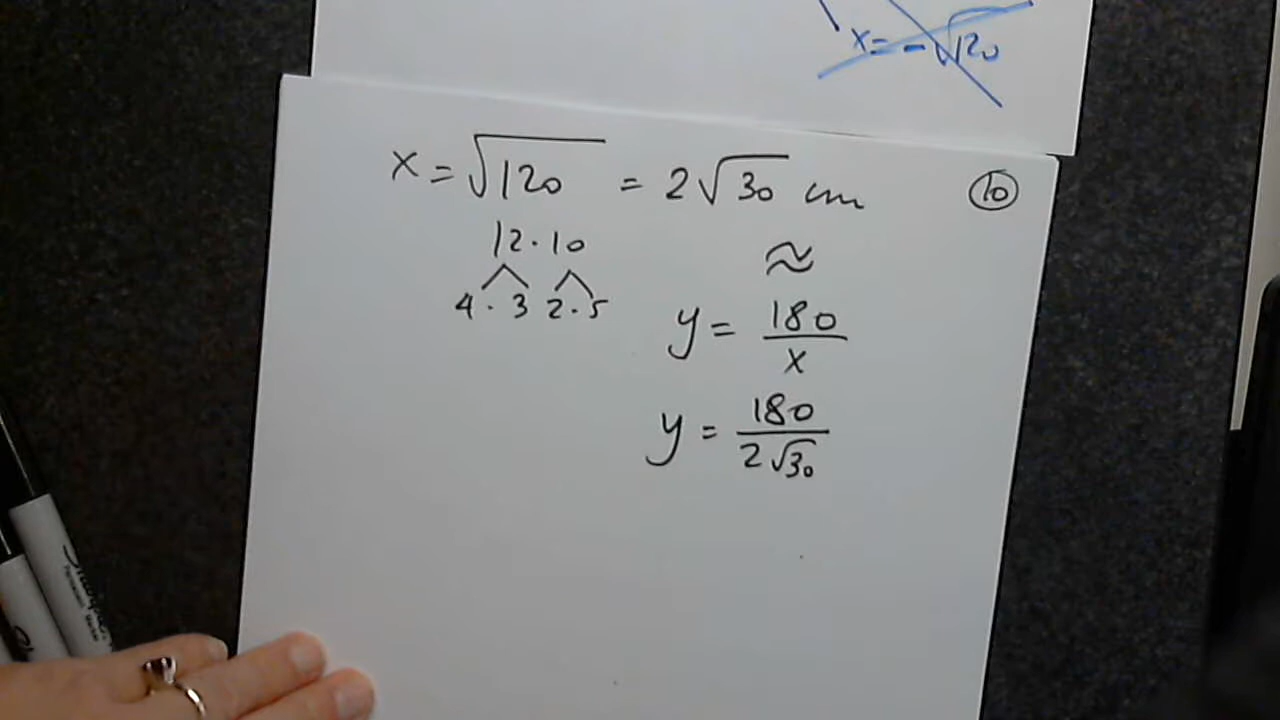 x = -√120
x = √120 = 2√30 cm
⑩
12·10
≈
4·3 2·5
y = 180/x
y = 180/2√30